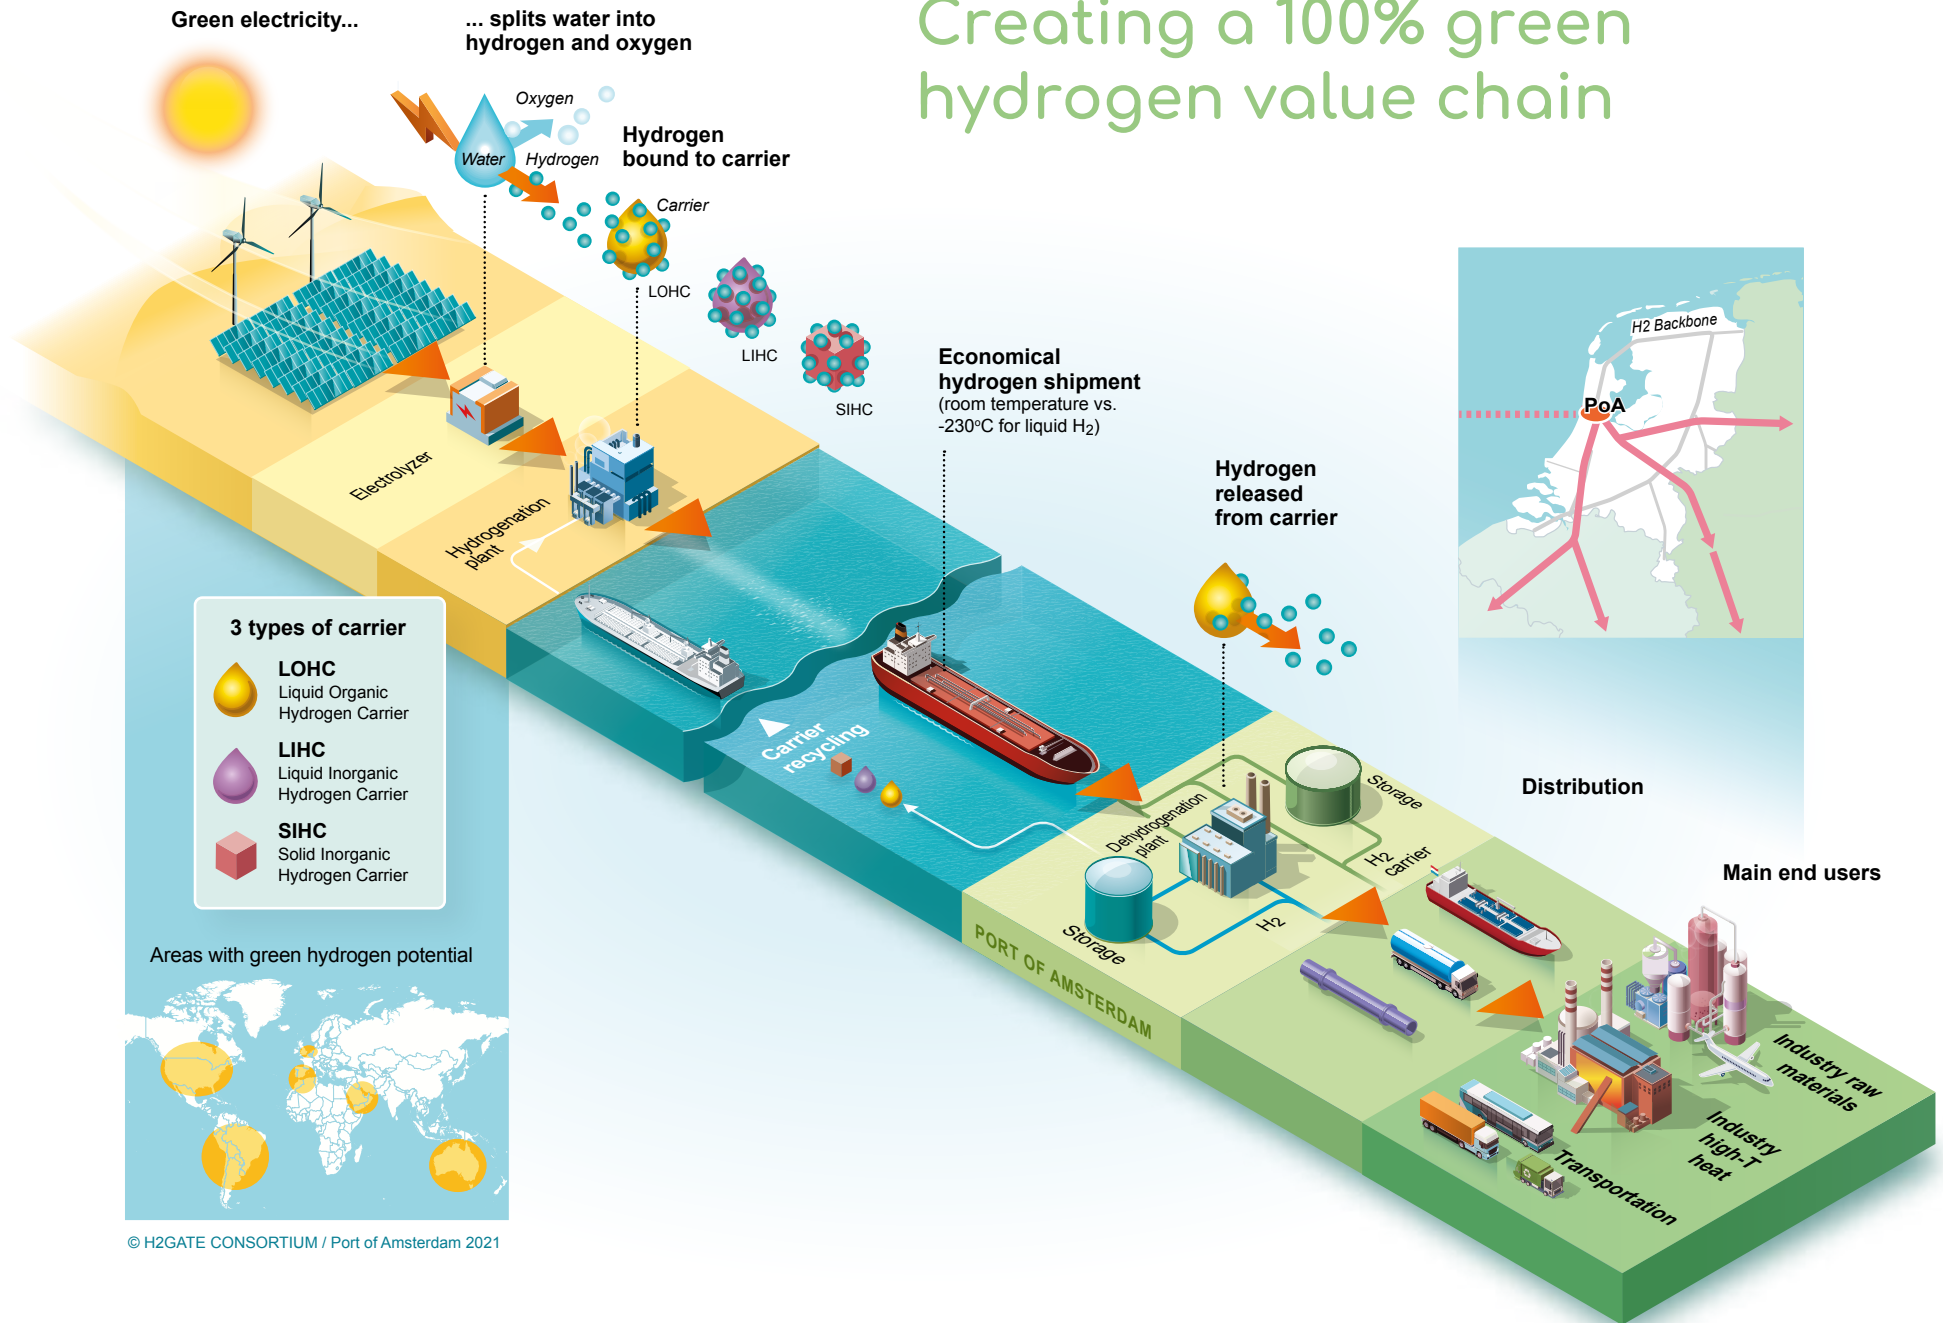 Creating a 100% green
hydrogen value chain
Green electricity...
... splits water into
hydrogen and oxygen
Oxygen
Water
Hydrogen
Hydrogen
bound to carrier
Carrier
LOHC
LIHC
SIHC
Economical
hydrogen shipment
(room temperature vs.
-230°C for liquid H2)
Hydrogen
released
from carrier
H2 Backbone
PoA
Electrolyzer
Hydrogenation
plant
3 types of carrier
LOHC
Liquid Organic
Hydrogen Carrier
LIHC
Liquid Inorganic
Hydrogen Carrier
SIHC
Solid Inorganic
Hydrogen Carrier
Carrier
recycling
Dehydrogenation
plant
Storage
H2
carrier
Storage
H2
PORT OF AMSTERDAM
Distribution
Main end users
Industry raw
materials
Industry
high-T
heat
Transportation
Areas with green hydrogen potential
© H2GATE CONSORTIUM / Port of Amsterdam 2021